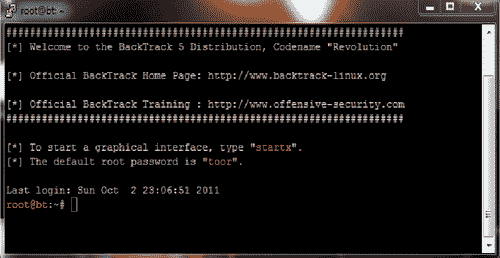 root@bt: ~
################################################################
[*] Welcome to the BackTrack 5 Distribution, Codename "Revolution"
[*] Official BackTrack Home Page: http://www.backtrack-linux.org
[*] Official BackTrack Training : http://www.offensive-security.com
################################################################
[*] To start a graphical interface, type "startx".
[*] The default root password is "toor".
Last login: Sun Oct  2 23:06:51 2011
root@bt:~#